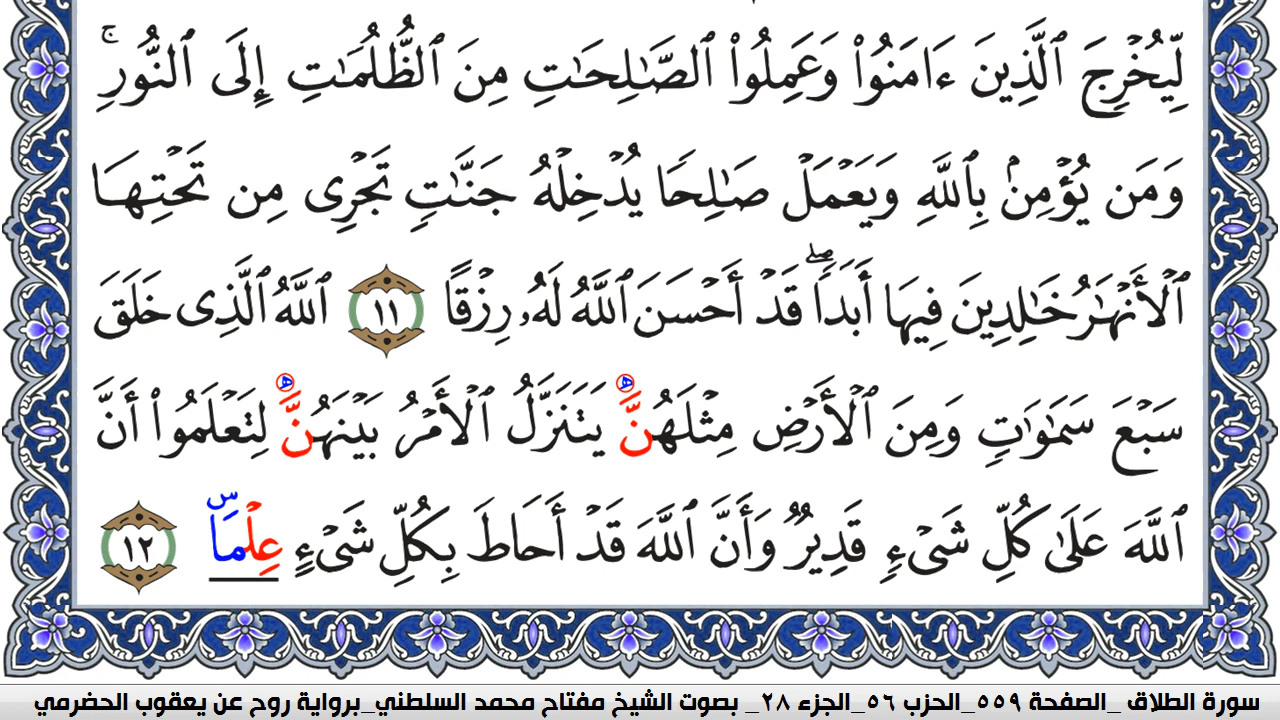 لِّيُخْرِجَ ٱلَّذِينَ ءَامَنُوا۟ وَعَمِلُوا۟ ٱلصَّـٰلِحَـٰتِ مِنَ ٱلظُّلُمَـٰتِ إِلَى ٱلنُّورِ ۚ
وَمَن يُؤْمِنۢ بِٱللَّهِ وَيَعْمَلْ صَـٰلِحًا يُدْخِلْهُ جَنَّـٰتٍ تَجْرِى مِن تَحْتِهَا
ٱلْأَنْهَـٰرُ خَـٰلِدِينَ فِيهَا أَبَدًا ۖ قَدْ أَحْسَنَ ٱللَّهُ لَهُۥ رِزْقًا ١١ ٱللَّهُ ٱلَّذِى خَلَقَ
سَبْعَ سَمَـٰوَٰتٍ وَمِنَ ٱلْأَرْضِ مِثْلَهُنَّ ه يَتَنَزَّلُ ٱلْأَمْرُ بَيْنَهُنَّ ه لِتَعْلَمُوا۟ أَنَّ
ٱللَّهَ عَلَىٰ كُلِّ شَىْءٍ قَدِيرٌ وَأَنَّ ٱللَّهَ قَدْ أَحَاطَ بِكُلِّ شَىْءٍ عِلْمًا س ١٢
سورة الطلاق _الصفحة ٥٥٩_الحزب ٥٦_الجزء ٢٨_ بصوت الشيخ مفتاح محمد السلطني_برواية روح عن يعقوب الحضرمي